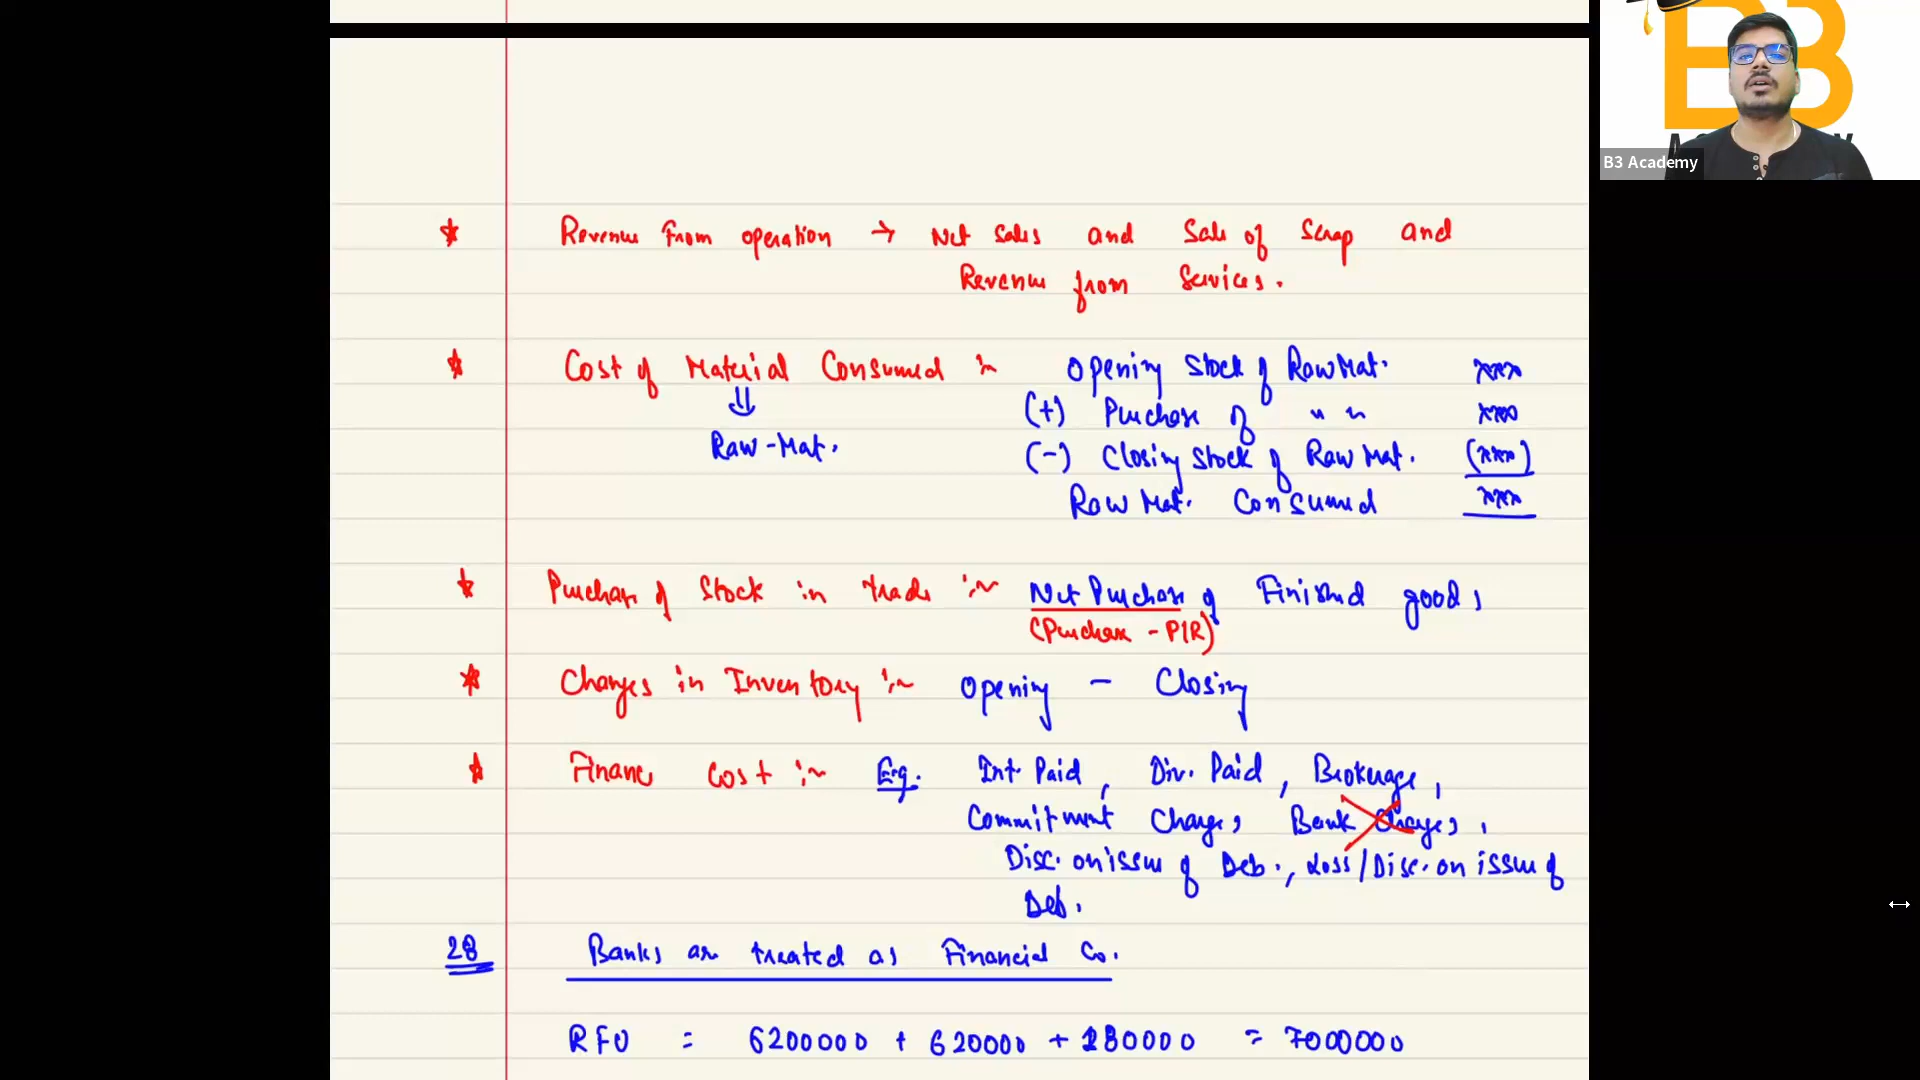 B3
B3 Academy
* Revenue from operation → Net Sales and Sale of Scrap and
Revenue from Services.
* Cost of Material Consumed :~ Opening Stock of Raw Mat. xxx
⇓ (+) Purchase of " " xxx
Raw-Mat. (-) Closing Stock of Raw Mat. (xxx)
Raw Mat. Consumed xxx
* Purchase of Stock in trade :~ Net Purchase of Finished goods
(Purchase - P/R)
* Changes in Inventory :~ Opening - Closing
* Finance Cost :~ Eg. Int. Paid, Div. Paid, Brokerage,
Commitment Charges, Bank Charges,
Disc. on issue of Deb., Loss/Disc. on issue of
Deb.
28 Banks are treated as Financial Co.
RFO = 6200000 + 620000 + 180000 = 7000000